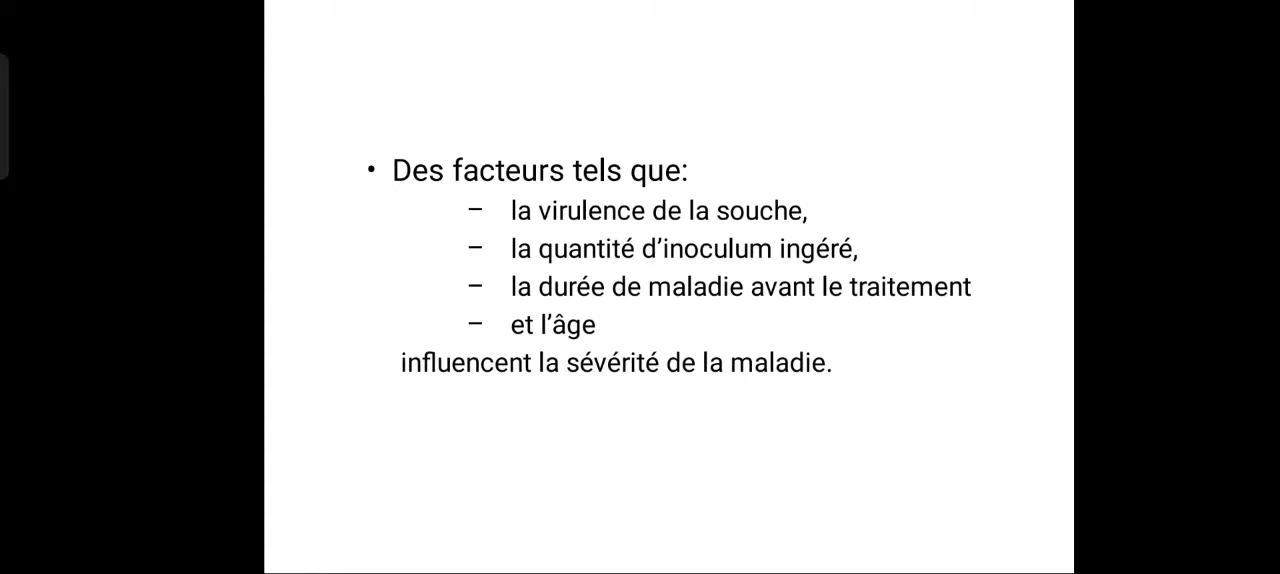 • Des facteurs tels que:
– la virulence de la souche,
– la quantité d’inoculum ingéré,
– la durée de maladie avant le traitement
– et l’âge
influencent la sévérité de la maladie.